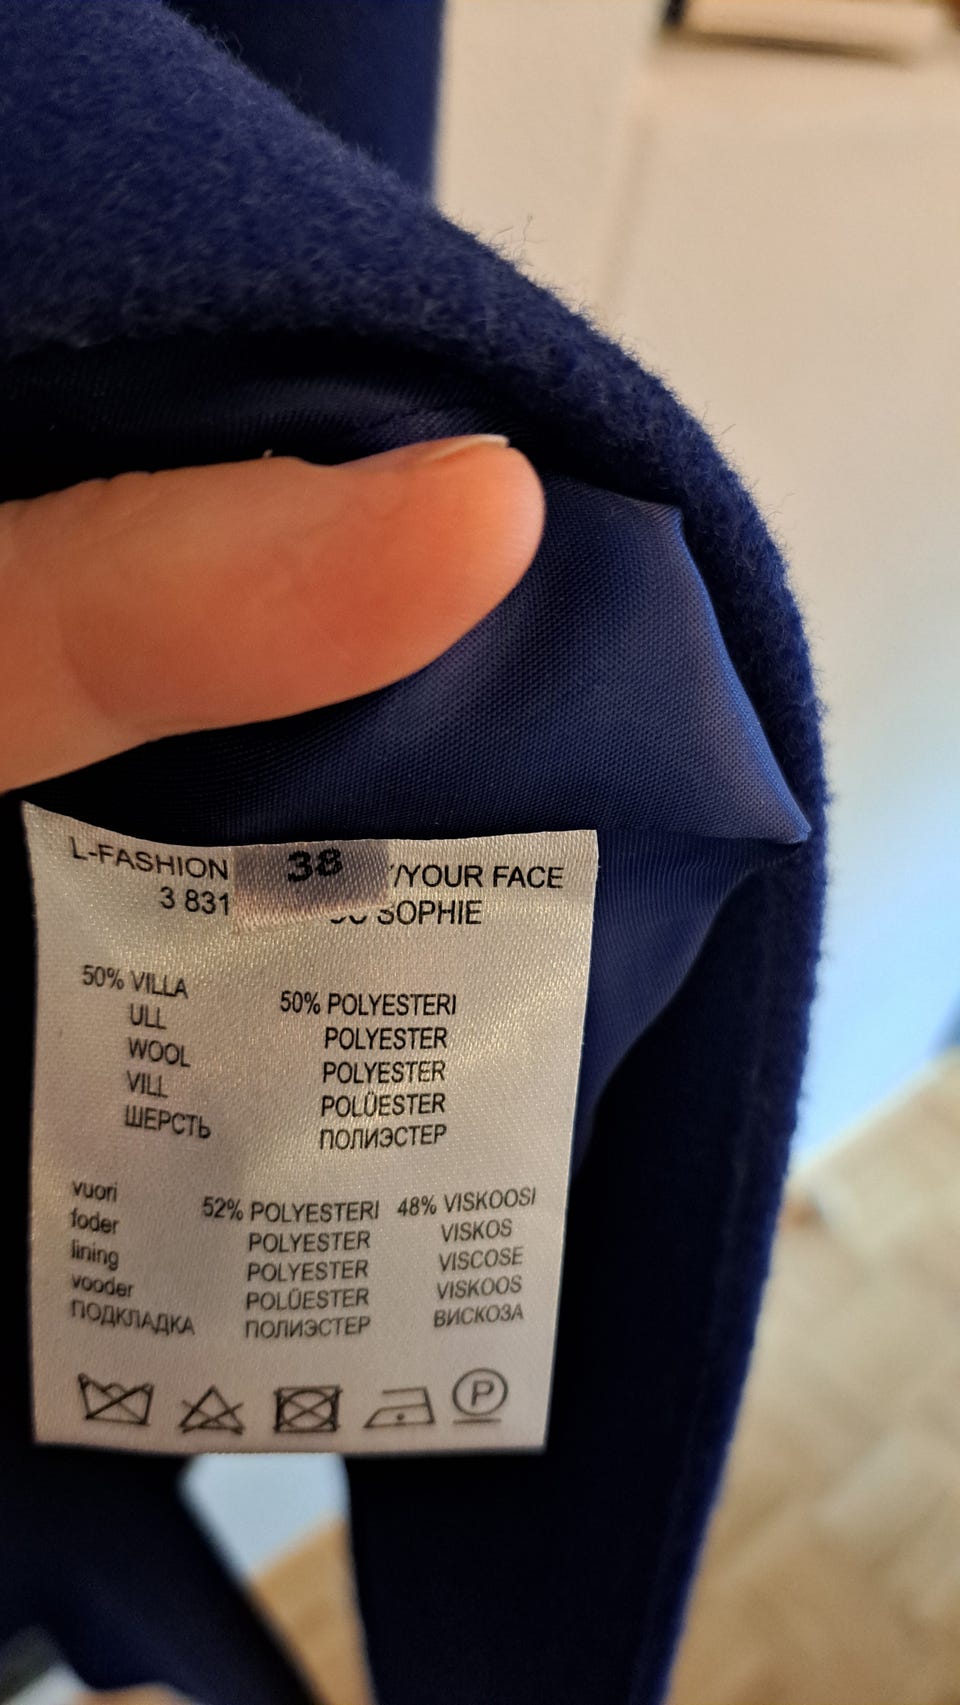 L-FASHION 38 /YOUR FACE
3 831 SOPHIE
50% VILLA 50% POLYESTERI
ULL POLYESTER
WOOL POLYESTER
VILL POLÜESTER
ШЕРСТЬ ПОЛИЭСТЕР
vuori 52% POLYESTERI 48% VISKOOSI
foder POLYESTER VISKOS
lining POLYESTER VISCOSE
vooder POLÜESTER VISKOOS
ПОДКЛАДКА ПОЛИЭСТЕР ВИСКОЗА
P